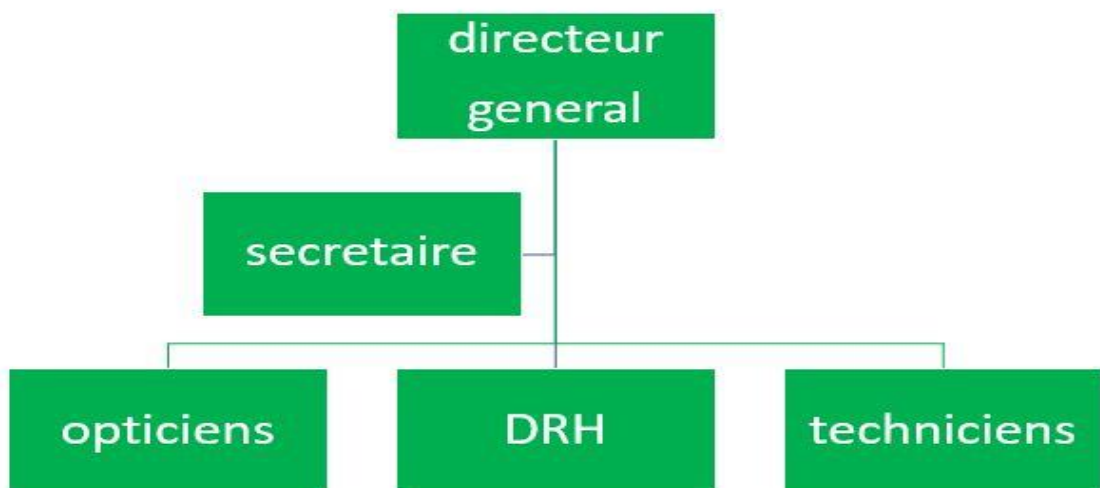 directeur
general
secretaire
opticiens
DRH
techniciens